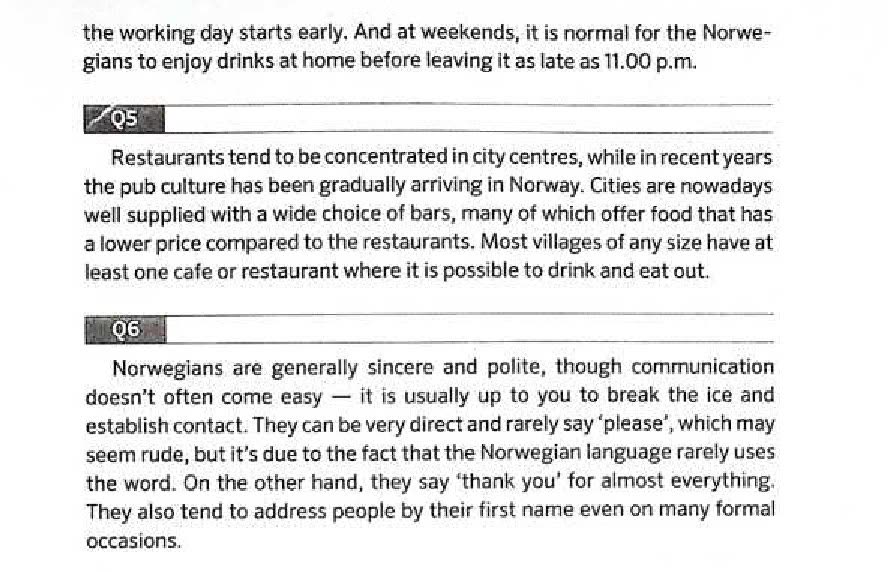 the working day starts early. And at weekends, it is normal for the Norwe-
gians to enjoy drinks at home before leaving it as late as 11.00 p.m.
Q5
Restaurants tend to be concentrated in city centres, while in recent years
the pub culture has been gradually arriving in Norway. Cities are nowadays
well supplied with a wide choice of bars, many of which offer food that has
a lower price compared to the restaurants. Most villages of any size have at
least one cafe or restaurant where it is possible to drink and eat out.
Q6
Norwegians are generally sincere and polite, though communication
doesn't often come easy — it is usually up to you to break the ice and
establish contact. They can be very direct and rarely say 'please', which may
seem rude, but it's due to the fact that the Norwegian language rarely uses
the word. On the other hand, they say 'thank you' for almost everything.
They also tend to address people by their first name even on many formal
occasions.